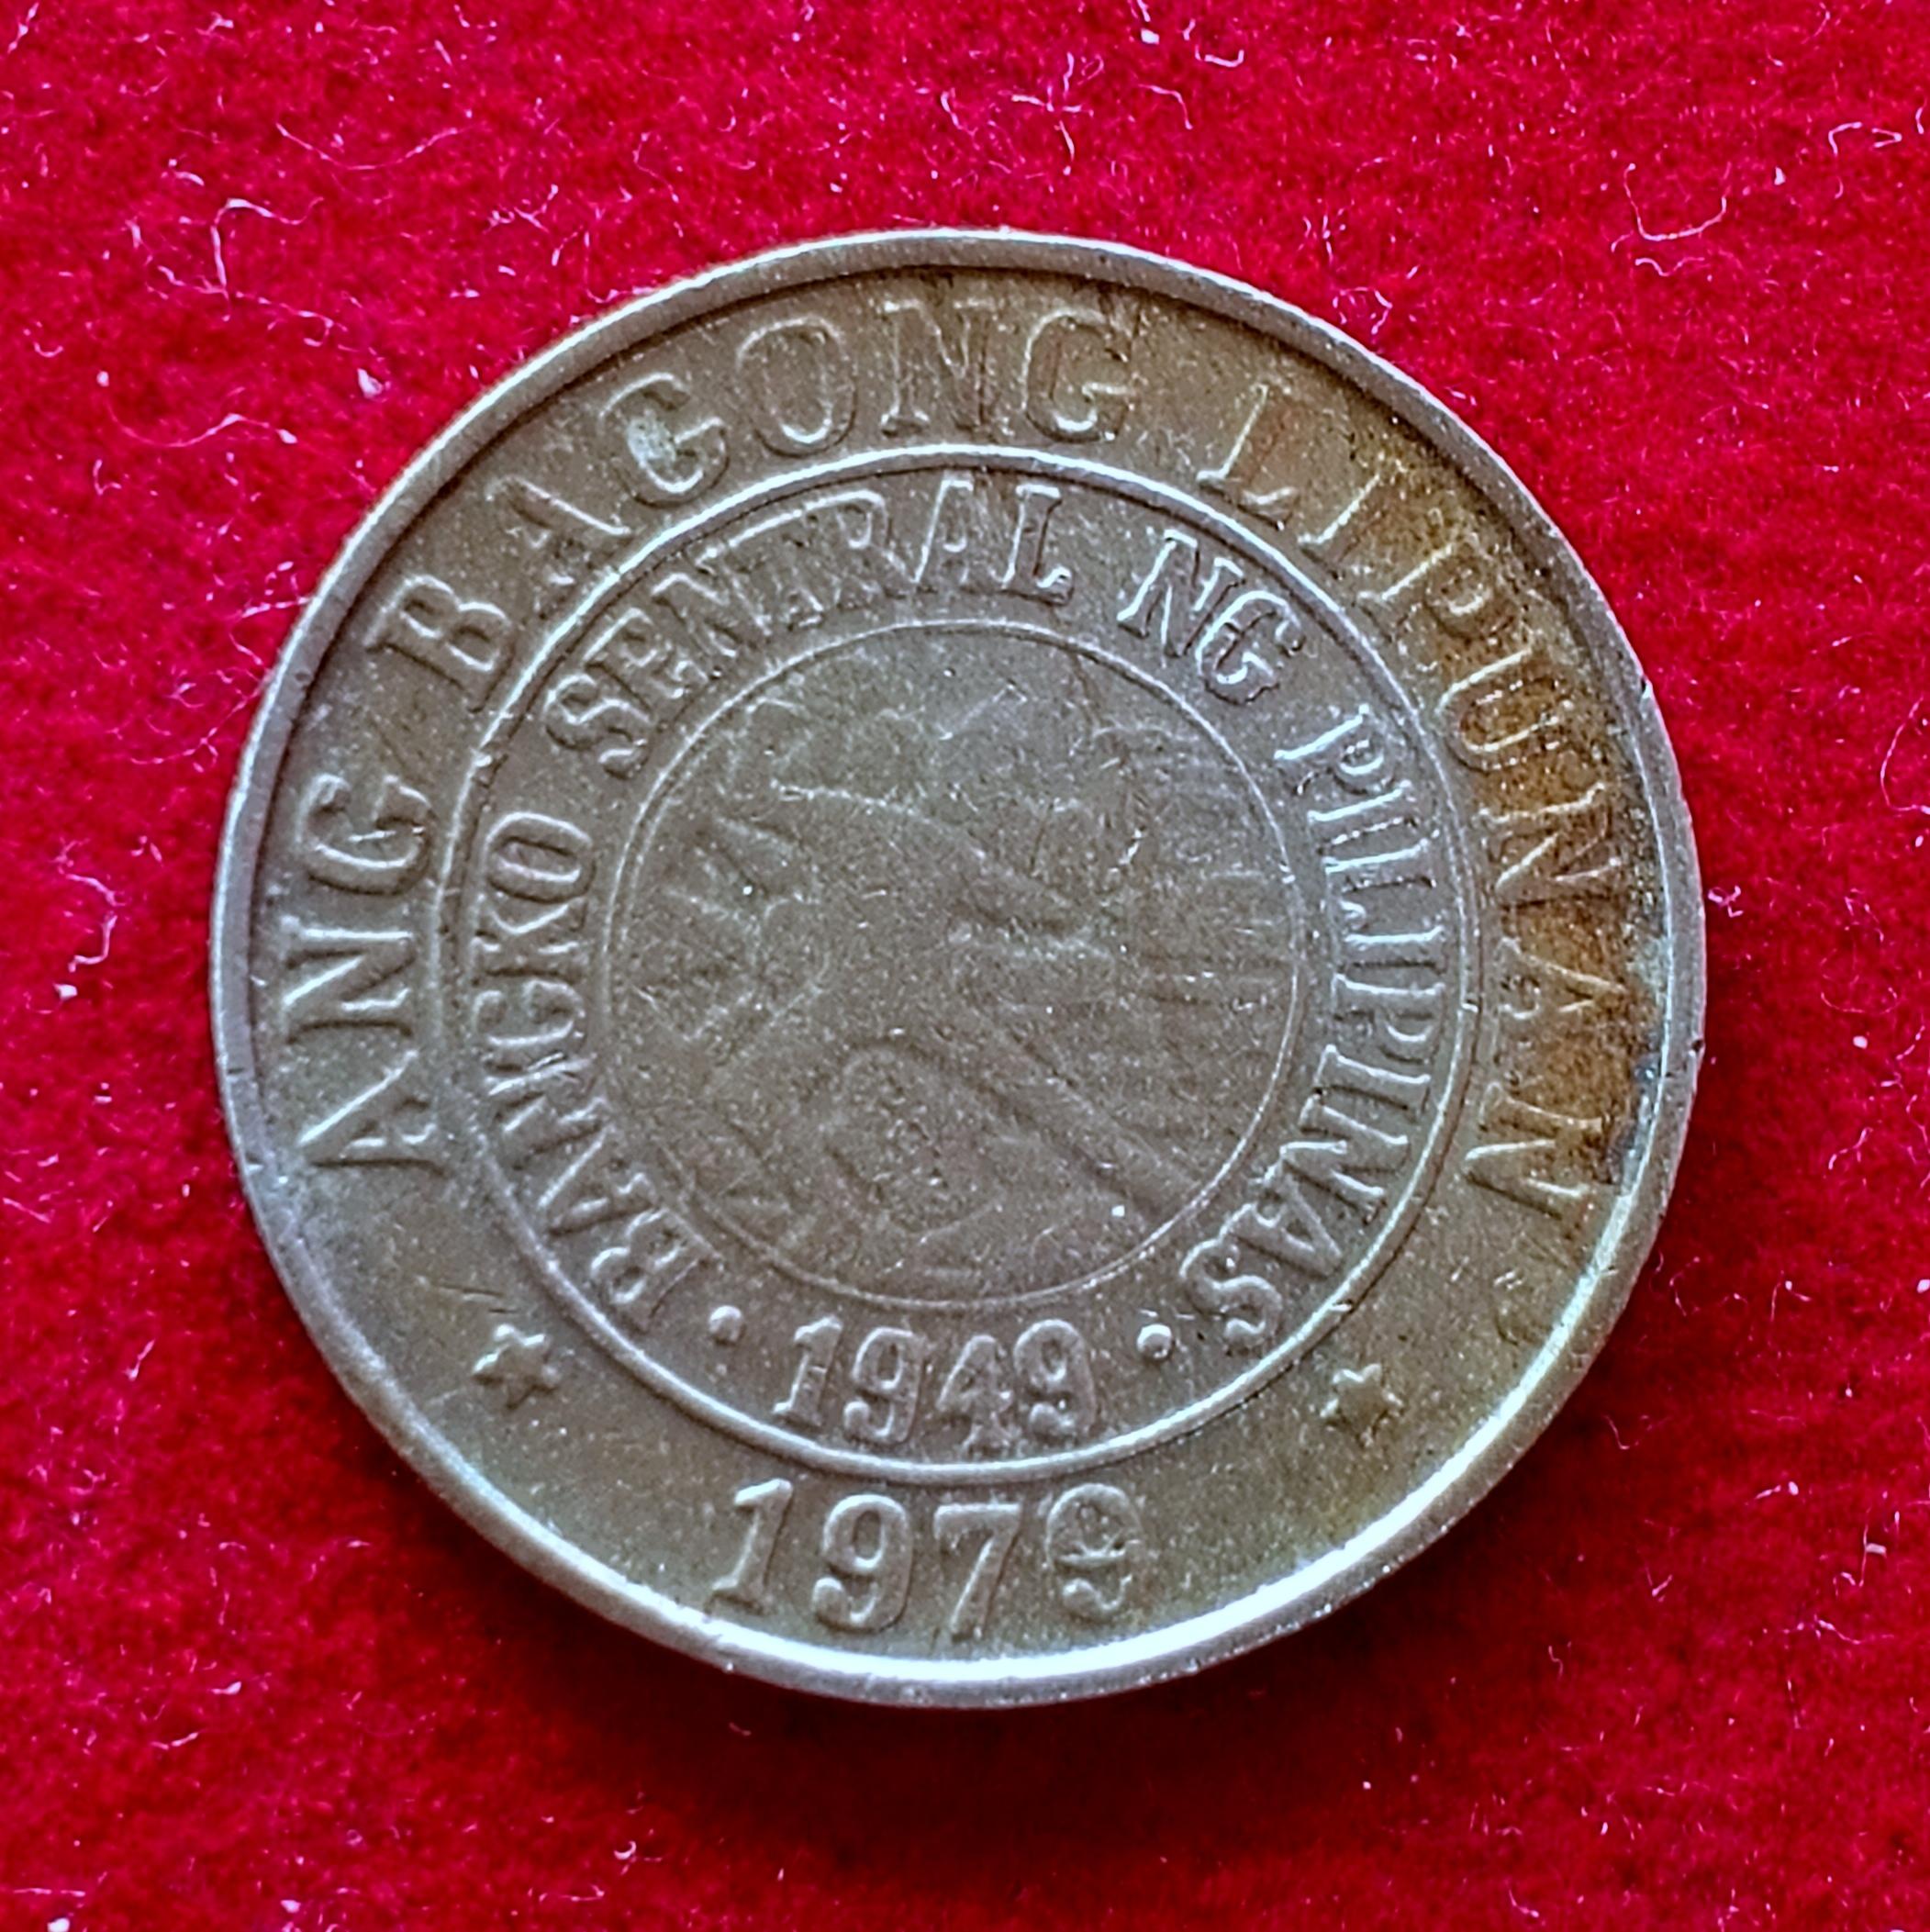 ANG BAGONG LIPUNAN
BANGKO SENTRAL NG PILIPINAS
· 1949 ·
1979